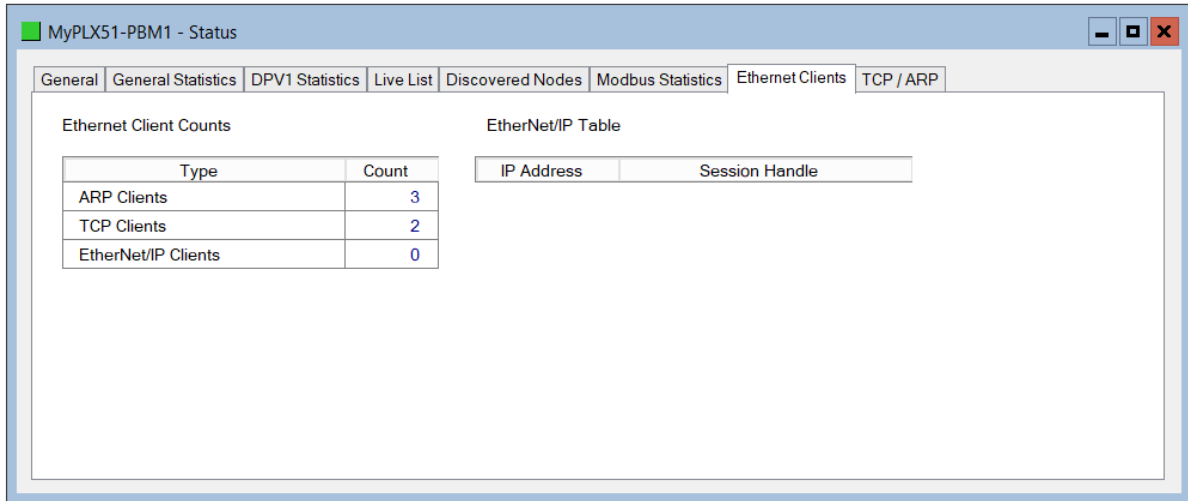 MyPLX51-PBM1 - Status
General General Statistics DPV1 Statistics Live List Discovered Nodes Modbus Statistics Ethernet Clients TCP / ARP
Ethernet Client Counts EtherNet/IP Table
Type Count IP Address Session Handle
ARP Clients 3
TCP Clients 2
EtherNet/IP Clients 0